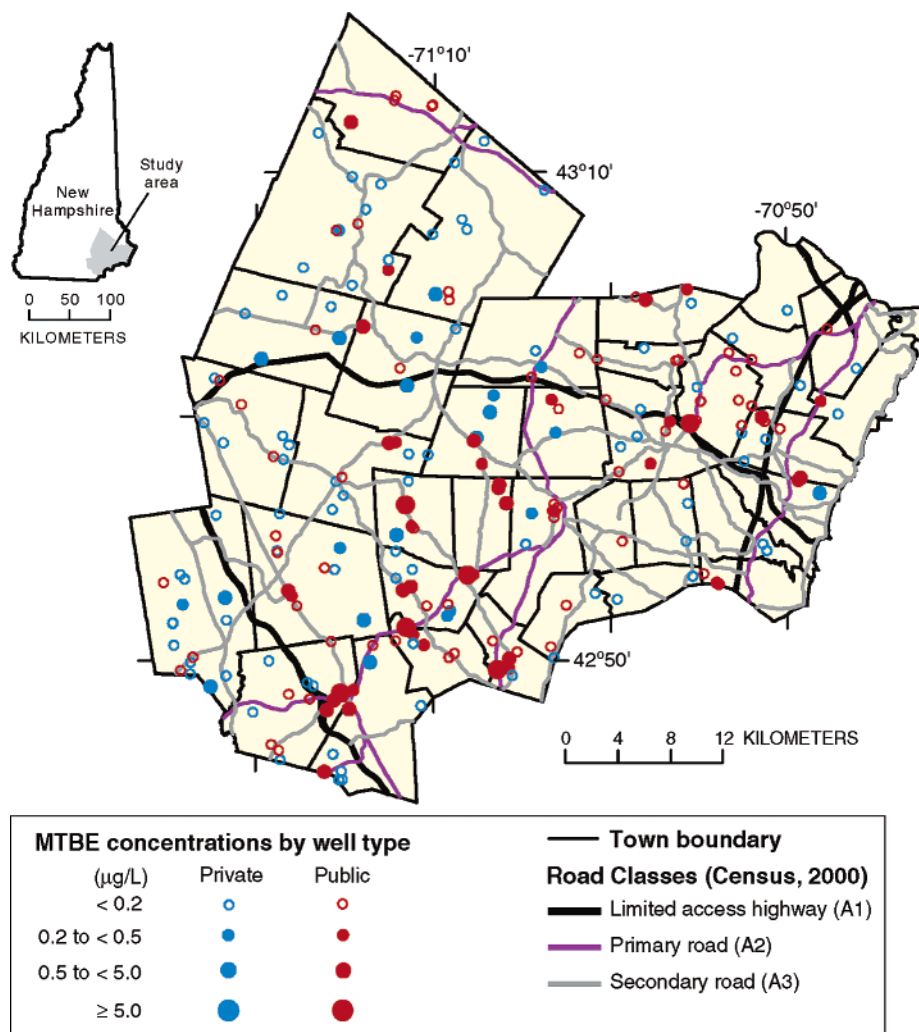 -71°10'
43°10'
-70°50'
New
Hampshire
Study
area
0 50 100
KILOMETERS
42°50'
0 4 8 12 KILOMETERS
MTBE concentrations by well type
(µg/L) Private Public
< 0.2
0.2 to < 0.5
0.5 to < 5.0
≥ 5.0
Town boundary
Road Classes (Census, 2000)
Limited access highway (A1)
Primary road (A2)
Secondary road (A3)